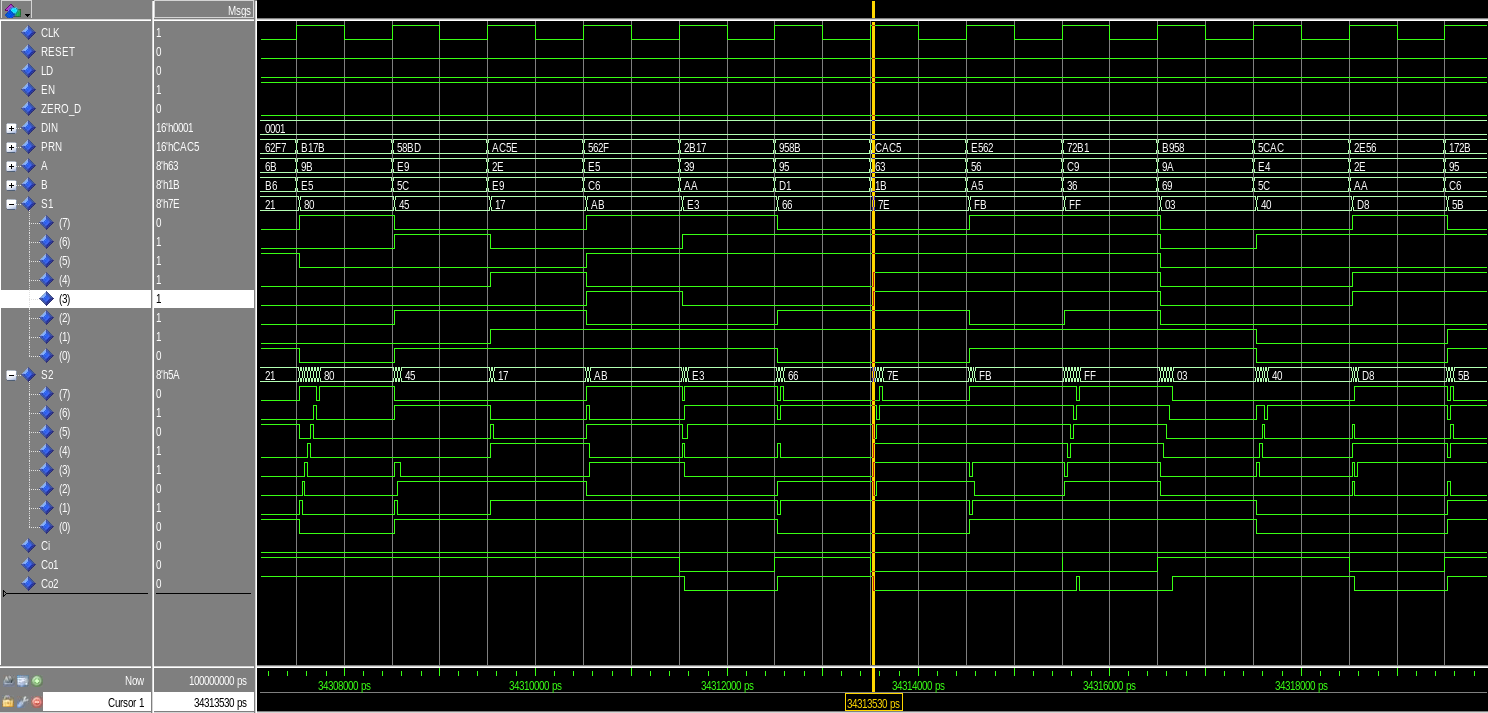 Msgs
CLK 1
RESET 0
LD 0
EN 1
ZERO_D 0
DIN 16'h0001 0001
PRN 16'hCAC5 62F7 B17B 58BD AC5E 562F 2B17 958B CAC5 E562 72B1 B958 5CAC 2E56 172B
A 8'h63 6B 9B E9 2E E5 39 95 63 56 C9 9A E4 2E 95
B 8'h1B B6 E5 5C E9 C6 AA D1 1B A5 36 69 5C AA C6
S1 8'h7E 21 80 45 17 AB E3 66 7E FB FF 03 40 D8 5B
(7) 0
(6) 1
(5) 1
(4) 1
(3) 1
(2) 1
(1) 1
(0) 0
S2 8'h5A 21 80 45 17 AB E3 66 7E FB FF 03 40 D8 5B
(7) 0
(6) 1
(5) 0
(4) 1
(3) 1
(2) 0
(1) 1
(0) 0
Ci 0
Co1 0
Co2 0
Now 100000000 ps 34308000 ps 34310000 ps 34312000 ps 34314000 ps 34316000 ps 34318000 ps
Cursor 1 34313530 ps 34313530 ps